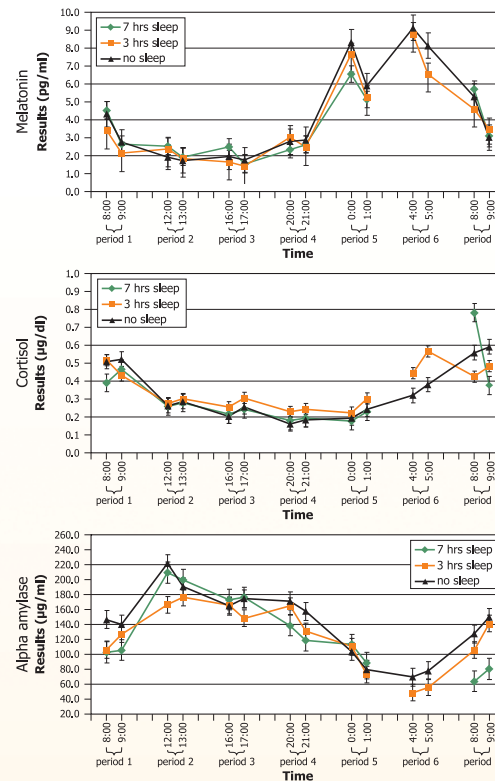 Melatonin
Results (pg/ml)
10.0
9.0
8.0
7.0
6.0
5.0
4.0
3.0
2.0
1.0
0.0
7 hrs sleep
3 hrs sleep
no sleep
8:00 9:00 12:00 13:00 16:00 17:00 20:00 21:00 0:00 1:00 4:00 5:00 8:00 9:00
period 1 period 2 period 3 period 4 period 5 period 6 period
Time
Cortisol
Results (µg/dl)
1.0
0.9
0.8
0.7
0.6
0.5
0.4
0.3
0.2
0.1
0.0
7 hrs sleep
3 hrs sleep
no sleep
8:00 9:00 12:00 13:00 16:00 17:00 20:00 21:00 0:00 1:00 4:00 5:00 8:00 9:00
period 1 period 2 period 3 period 4 period 5 period 6 period
Time
Alpha amylase
Results (µg/ml)
260.0
240.0
220.0
200.0
180.0
160.0
140.0
120.0
100.0
80.0
60.0
40.0
20.0
7 hrs sleep
3 hrs sleep
no sleep
8:00 9:00 12:00 13:00 16:00 17:00 20:00 21:00 0:00 1:00 4:00 5:00 8:00 9:00
period 1 period 2 period 3 period 4 period 5 period 6 period
Time